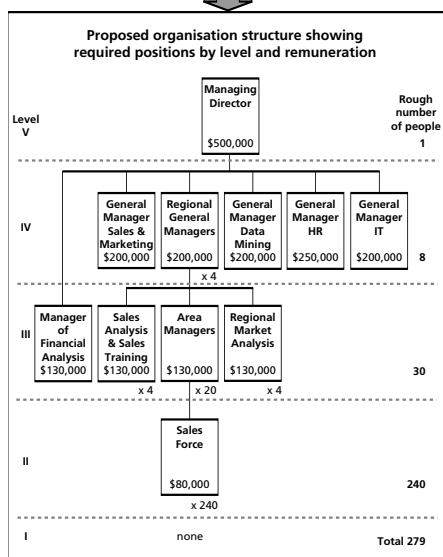 Proposed organisation structure showing
required positions by level and remuneration
Level
V
Managing
Director
$500,000
Rough
number
of people
1
IV
General
Manager
Sales &
Marketing
$200,000
Regional
General
Managers
$200,000
x 4
General
Manager
Data
Mining
$200,000
General
Manager
HR
$250,000
General
Manager
IT
$200,000
8
III
Manager
of
Financial
Analysis
$130,000
Sales
Analysis
& Sales
Training
$130,000
x 4
Area
Managers
$130,000
x 20
Regional
Market
Analysis
$130,000
x 4
30
II
Sales
Force
$80,000
x 240
240
I
none
Total 279